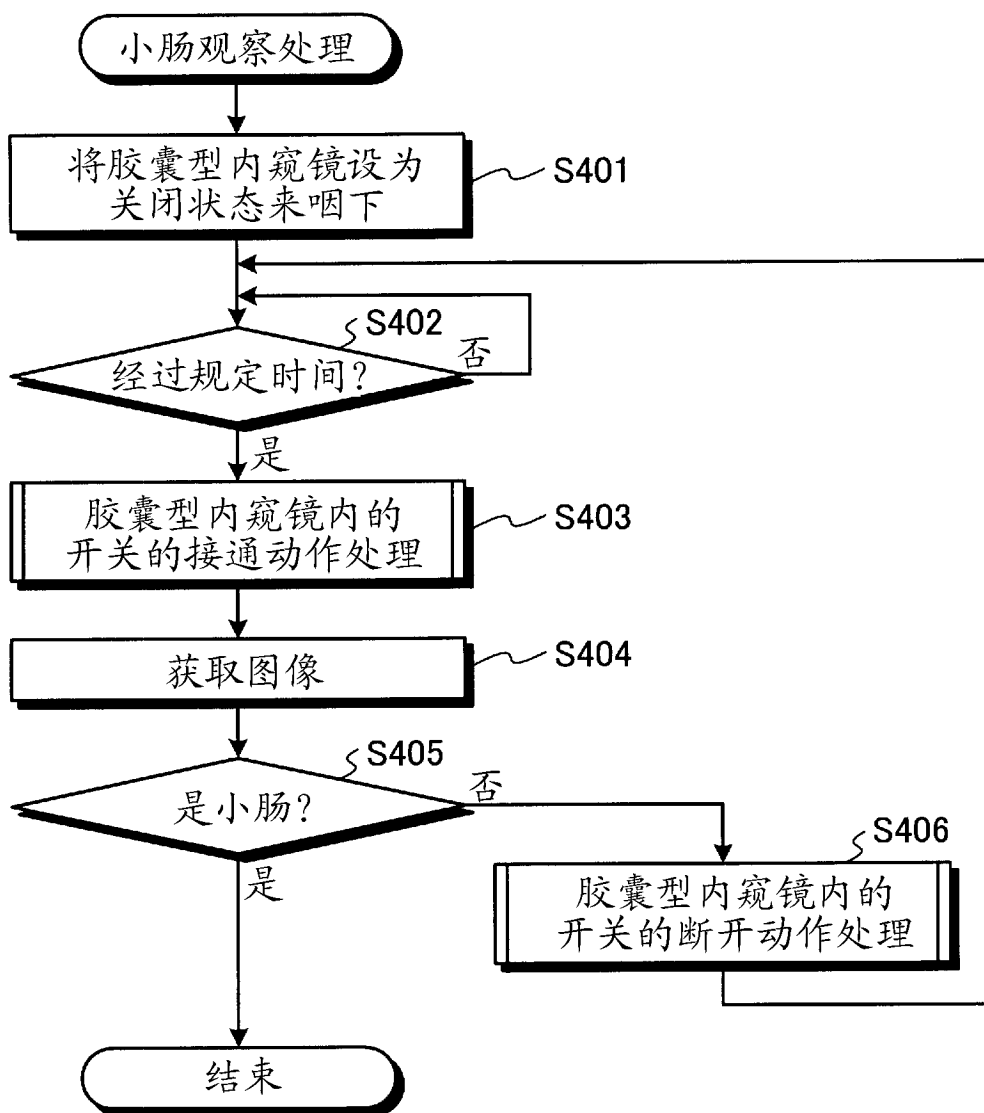 小肠观察处理
将胶囊型内窥镜设为
关闭状态来咽下
S401
S402
经过规定时间?
否
是
胶囊型内窥镜内的
开关的接通动作处理
S403
获取图像
S404
S405
是小肠?
否
是
S406
胶囊型内窥镜内的
开关的断开动作处理
结束